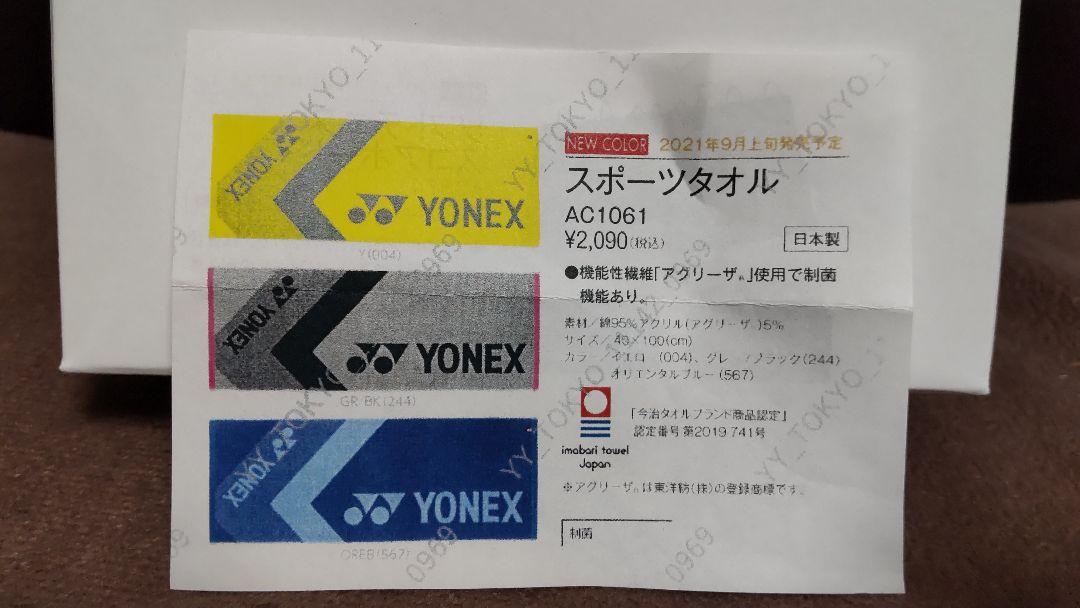 YONEX
YONEX
Y(004)
YONEX
YONEX
GR/BK(244)
YONEX
YONEX
OREB(567)
NEW COLOR 2021年9月上旬発売予定
スポーツタオル
AC1061
¥2,090(税込)
日本製
●機能性繊維「アグリーザ®」使用で制菌
機能あり。
素材/綿95%アクリル(アグリーザ®)5%
サイズ/40×100(cm)
カラー/イエロー(004)、グレー/ブラック(244)
オリエンタルブルー(567)
imabari towel
Japan
「今治タオルブランド商品認定」
認定番号 第2019-741号
※アグリーザ®は東洋紡(株)の登録商標です。
制菌
YY_TOKYO_11
YY_TOKYO_11
0969
A2_0969
YY_TOKYO_11
0969
0969